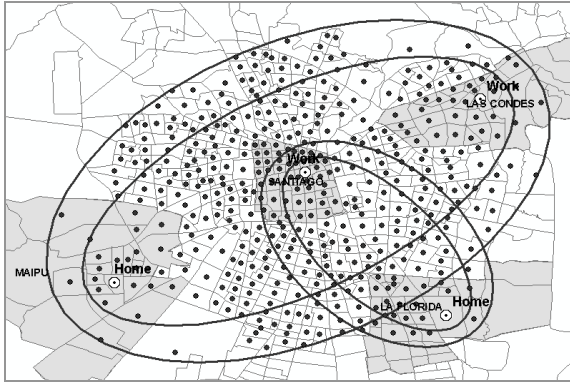 Work
LAS CONDES
Work
SANTIAGO
MAIPU
Home
LA FLORIDA
Home